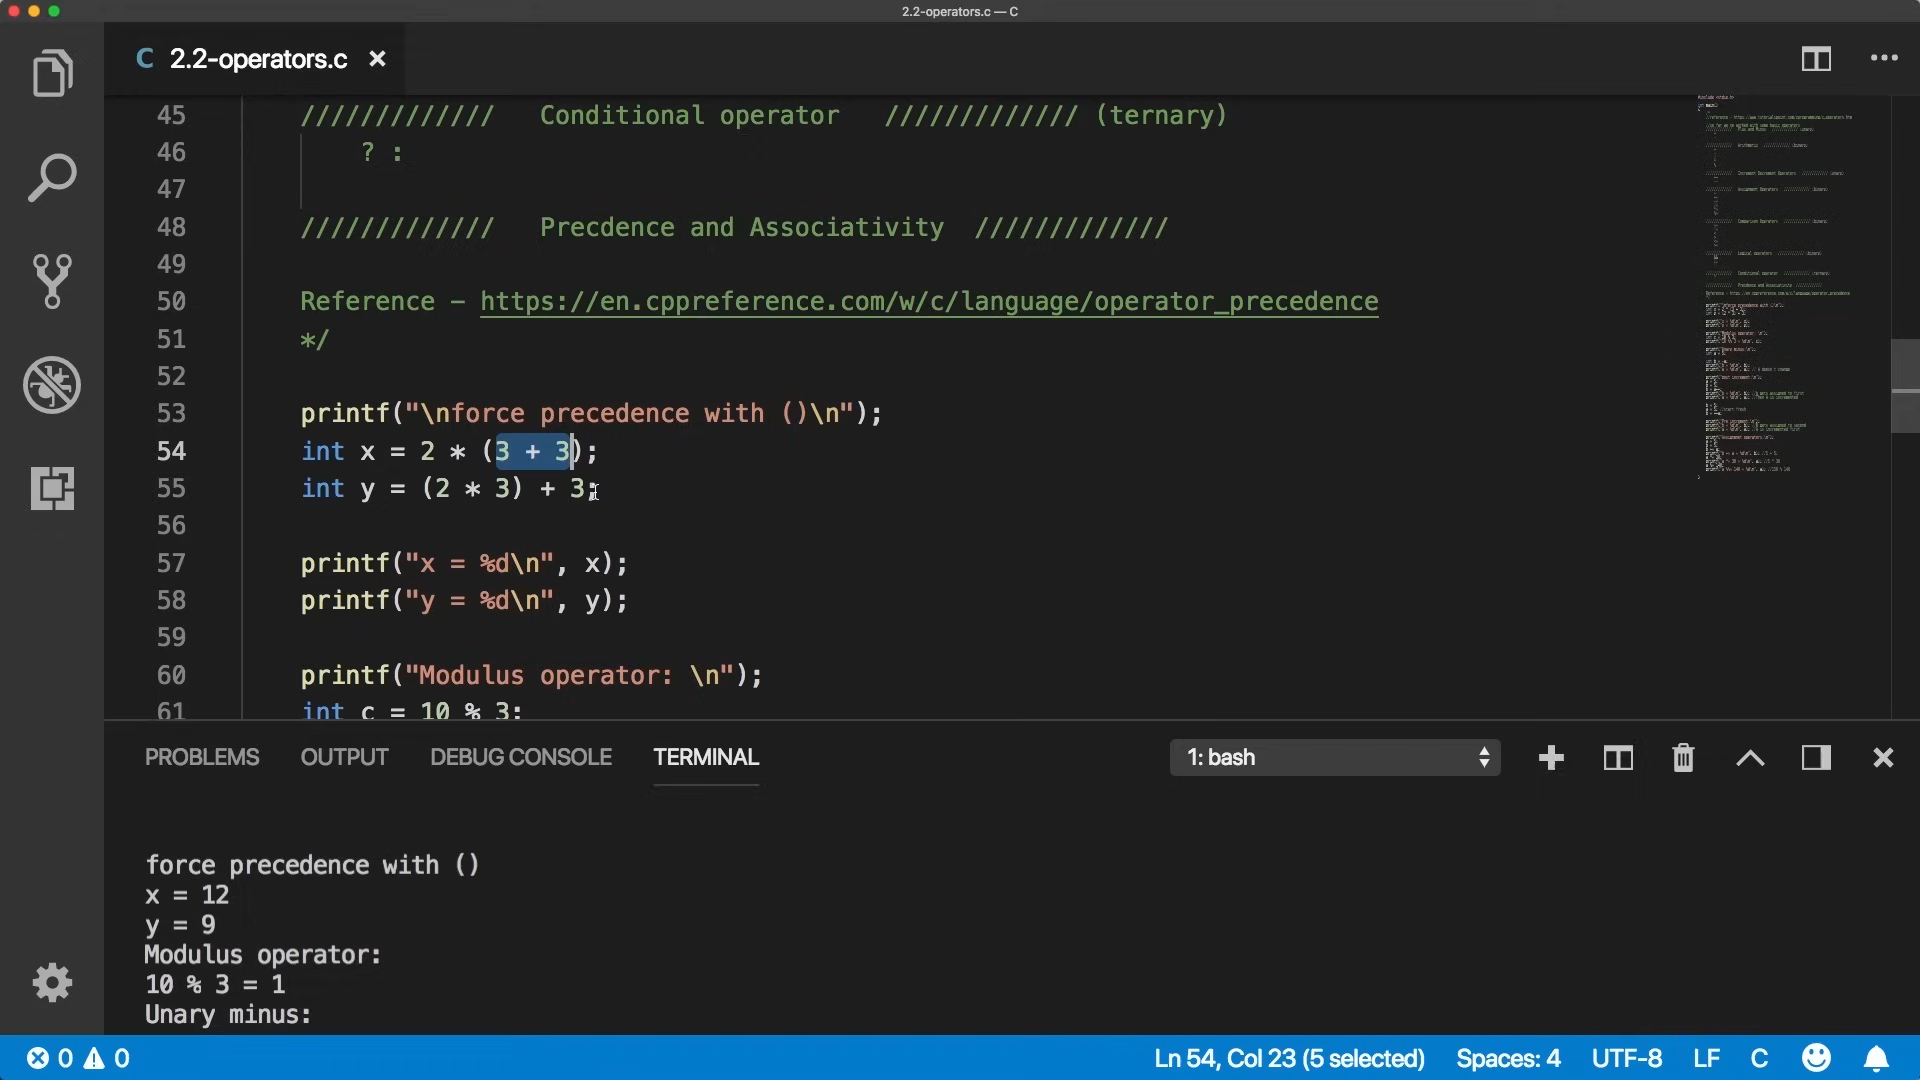 2.2-operators.c — C
C 2.2-operators.c ×
45 ///////////// Conditional operator ///////////// (ternary)
46 ? :
47
48 ///////////// Precdence and Associativity /////////////
49
50 Reference – https://en.cppreference.com/w/c/language/operator_precedence
51 */
52
53 printf("\nforce precedence with ()\n");
54 int x = 2 * (3 + 3);
55 int y = (2 * 3) + 3;
56
57 printf("x = %d\n", x);
58 printf("y = %d\n", y);
59
60 printf("Modulus operator: \n");
61 int c = 10 % 3;
PROBLEMS OUTPUT DEBUG CONSOLE TERMINAL 1: bash
force precedence with ()
x = 12
y = 9
Modulus operator:
10 % 3 = 1
Unary minus:
0 0 Ln 54, Col 23 (5 selected) Spaces: 4 UTF-8 LF C